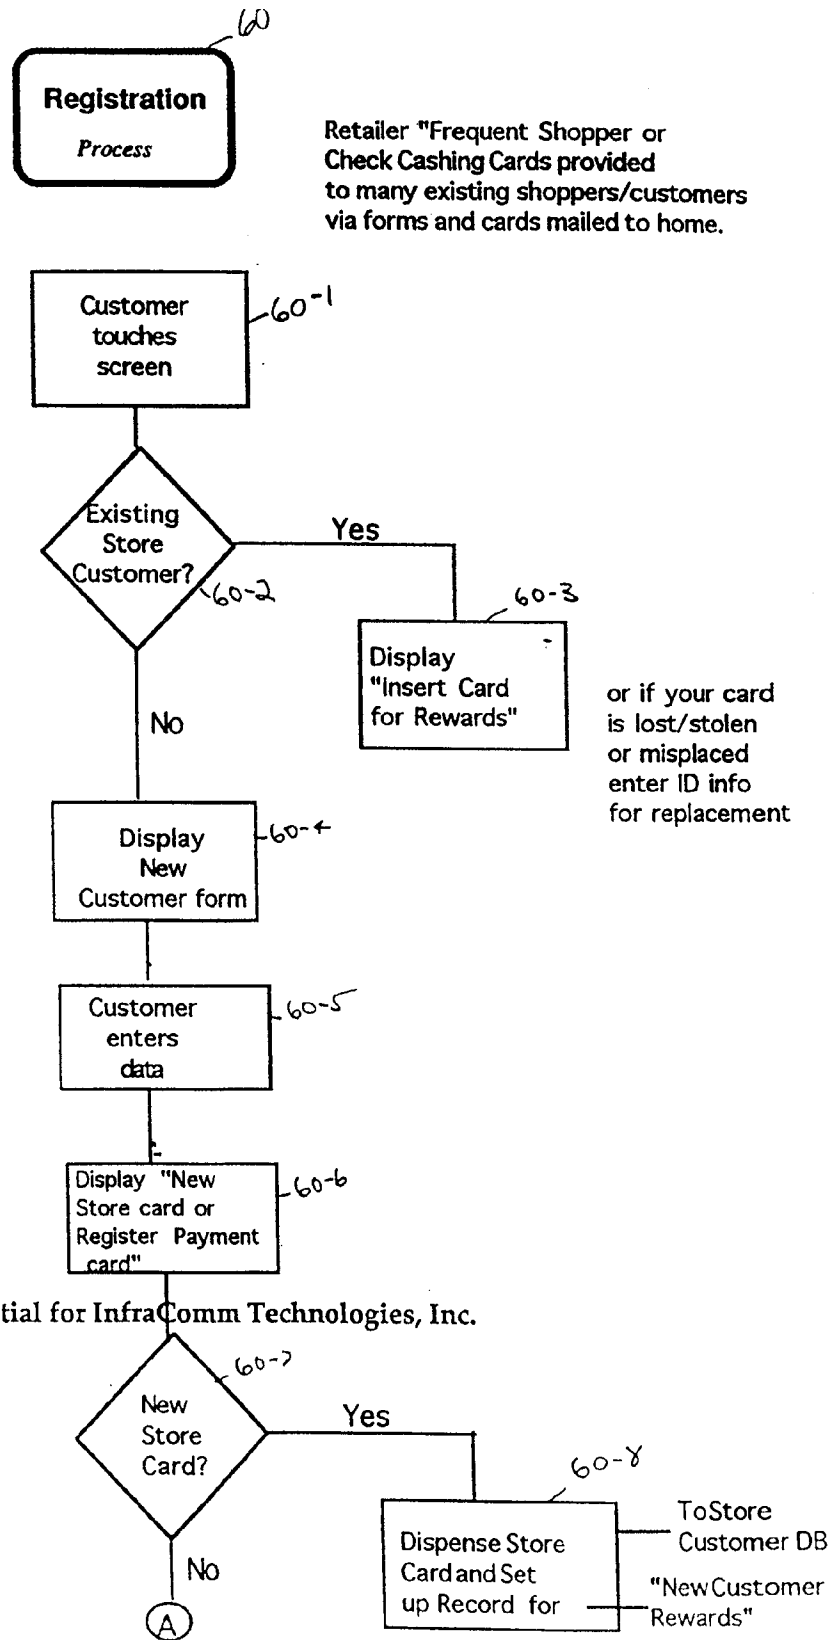 60
Registration
Process
Retailer "Frequent Shopper or
Check Cashing Cards provided
to many existing shoppers/customers
via forms and cards mailed to home.
Customer
touches
screen
60-1
Existing
Store
Customer?
60-2
Yes
60-3
Display
"Insert Card
for Rewards"
or if your card
is lost/stolen
or misplaced
enter ID info
for replacement
No
Display
New
Customer form
60-4
Customer
enters
data
60-5
Display "New
Store card or
Register Payment
card"
60-6
tial for InfraComm Technologies, Inc.
60-7
New
Store
Card?
Yes
60-8
Dispense Store
Card and Set
up Record for
To Store
Customer DB
"New Customer
Rewards"
No
A